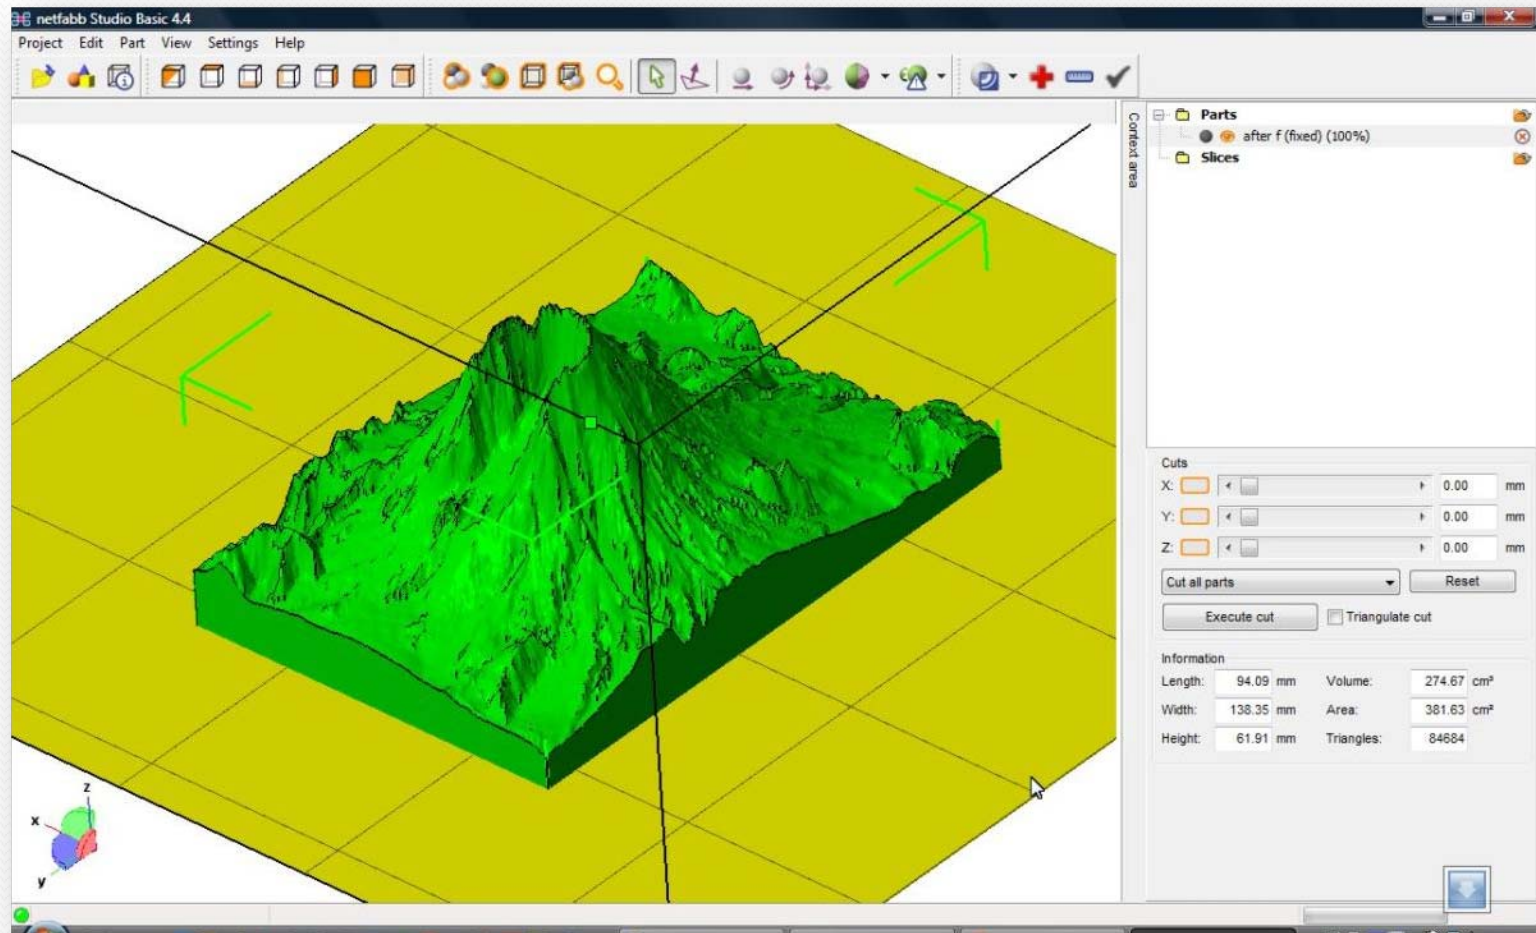 netfabb Studio Basic 4.4
Project Edit Part View Settings Help
Context area
Parts
after f (fixed) (100%)
Slices
Cuts
X: 0.00 mm
Y: 0.00 mm
Z: 0.00 mm
Cut all parts Reset
Execute cut Triangulate cut
Information
Length: 94.09 mm Volume: 274.67 cm³
Width: 138.35 mm Area: 381.63 cm²
Height: 61.91 mm Triangles: 84684
z
x
y